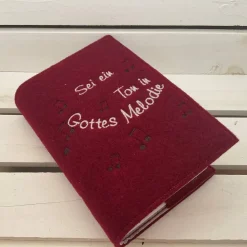 Sei ein
Ton in
Gottes Melodie